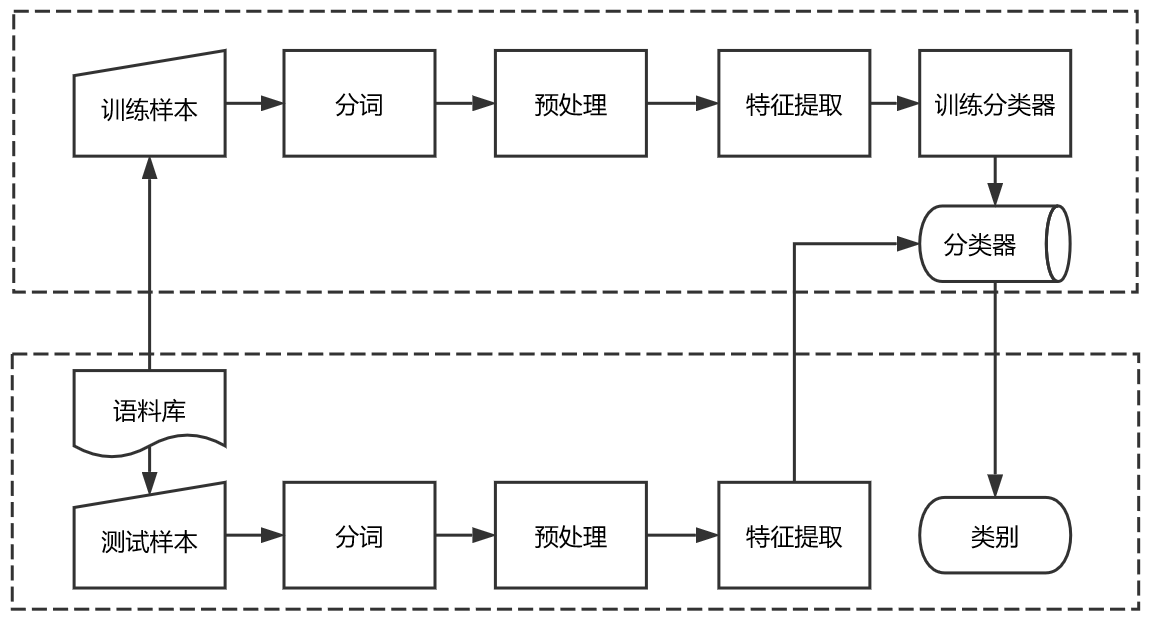 训练样本
分词
预处理
特征提取
训练分类器
分类器
语料库
测试样本
分词
预处理
特征提取
类别